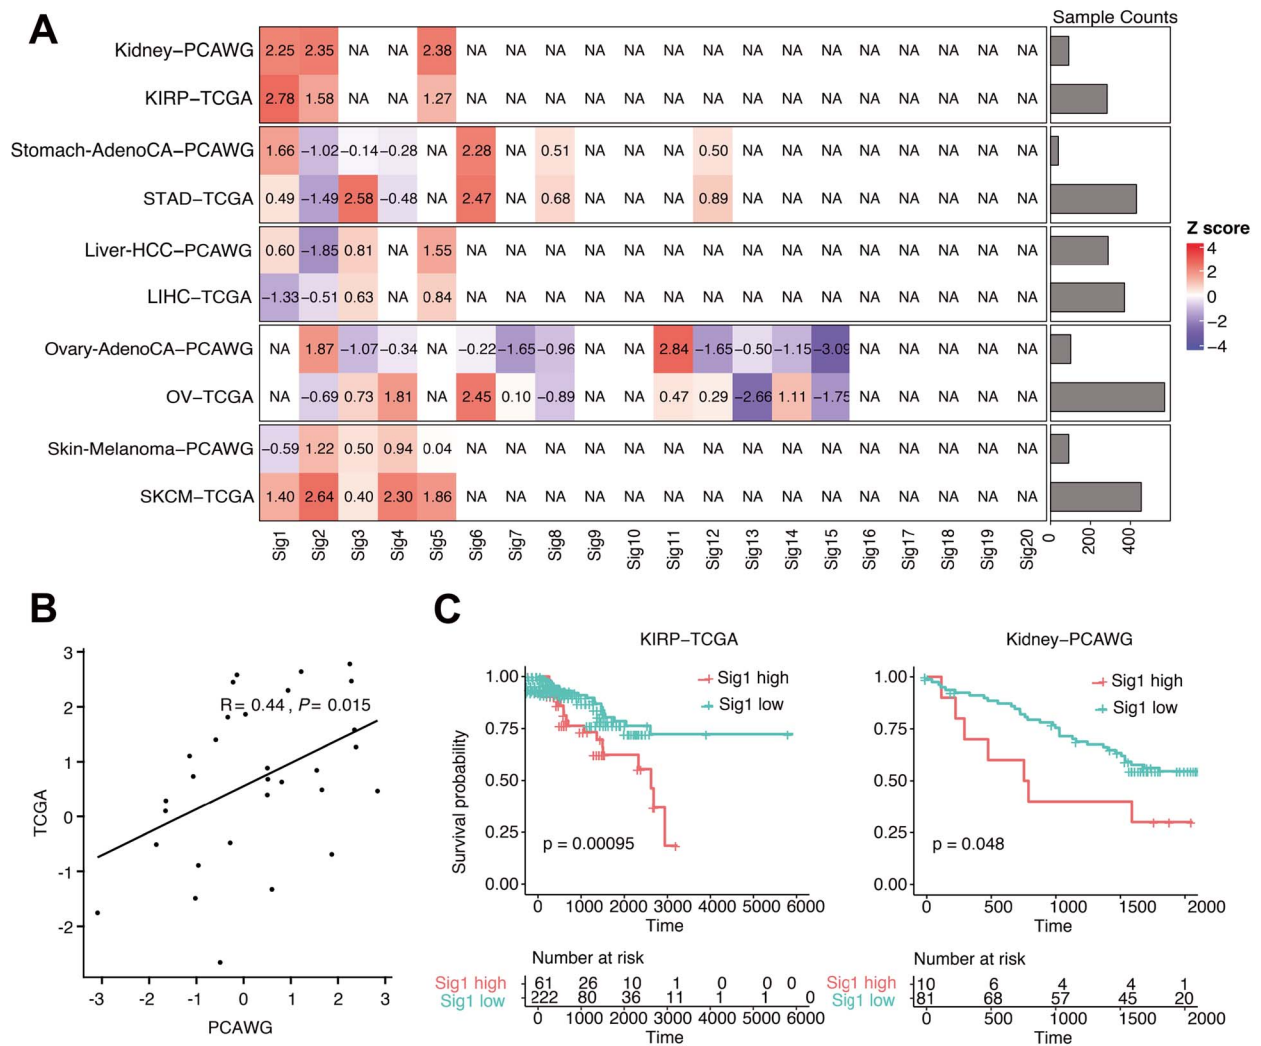 A
Sample Counts
Kidney–PCAWG 2.25 2.35 NA NA 2.38 NA NA NA NA NA NA NA NA NA NA NA NA NA NA NA
KIRP–TCGA 2.78 1.58 NA NA 1.27 NA NA NA NA NA NA NA NA NA NA NA NA NA NA NA
Stomach-AdenoCA–PCAWG 1.66 −1.02 −0.14 −0.28 NA 2.28 NA 0.51 NA NA NA 0.50 NA NA NA NA NA NA NA NA
STAD–TCGA 0.49 −1.49 2.58 −0.48 NA 2.47 NA 0.68 NA NA NA 0.89 NA NA NA NA NA NA NA NA
Liver-HCC–PCAWG 0.60 −1.85 0.81 NA 1.55 NA NA NA NA NA NA NA NA NA NA NA NA NA NA NA
LIHC–TCGA −1.33 −0.51 0.63 NA 0.84 NA NA NA NA NA NA NA NA NA NA NA NA NA NA NA
Ovary-AdenoCA–PCAWG NA 1.87 −1.07 −0.34 NA −0.22 −1.65 −0.96 NA NA 2.84 −1.65 −0.50 −1.15 −3.09 NA NA NA NA NA
OV–TCGA NA −0.69 0.73 1.81 NA 2.45 0.10 −0.89 NA NA 0.47 0.29 −2.66 1.11 −1.75 NA NA NA NA NA
Skin-Melanoma–PCAWG −0.59 1.22 0.50 0.94 0.04 NA NA NA NA NA NA NA NA NA NA NA NA NA NA NA
SKCM–TCGA 1.40 2.64 0.40 2.30 1.86 NA NA NA NA NA NA NA NA NA NA NA NA NA NA NA
Sig1 Sig2 Sig3 Sig4 Sig5 Sig6 Sig7 Sig8 Sig9 Sig10 Sig11 Sig12 Sig13 Sig14 Sig15 Sig16 Sig17 Sig18 Sig19 Sig20
0 200 400
Z score
4
2
0
−2
−4
B
3
2
1
0
-1
-2
TCGA
R= 0.44 , P= 0.015
-3 -2 -1 0 1 2 3
PCAWG
C
KIRP–TCGA
Sig1 high
Sig1 low
Survival probability
1.00
0.75
0.50
0.25
0.00
p = 0.00095
0 1000 2000 3000 4000 5000 6000
Time
Number at risk
Sig1 high 61 26 10 1 0 0 0
Sig1 low 222 80 36 11 1 1 0
0 1000 2000 3000 4000 5000 6000
Time
Kidney–PCAWG
Sig1 high
Sig1 low
1.00
0.75
0.50
0.25
0.00
p = 0.048
0 500 1000 1500 2000
Time
Number at risk
Sig1 high 10 6 4 4 1
Sig1 low 81 68 57 45 20
0 500 1000 1500 2000
Time